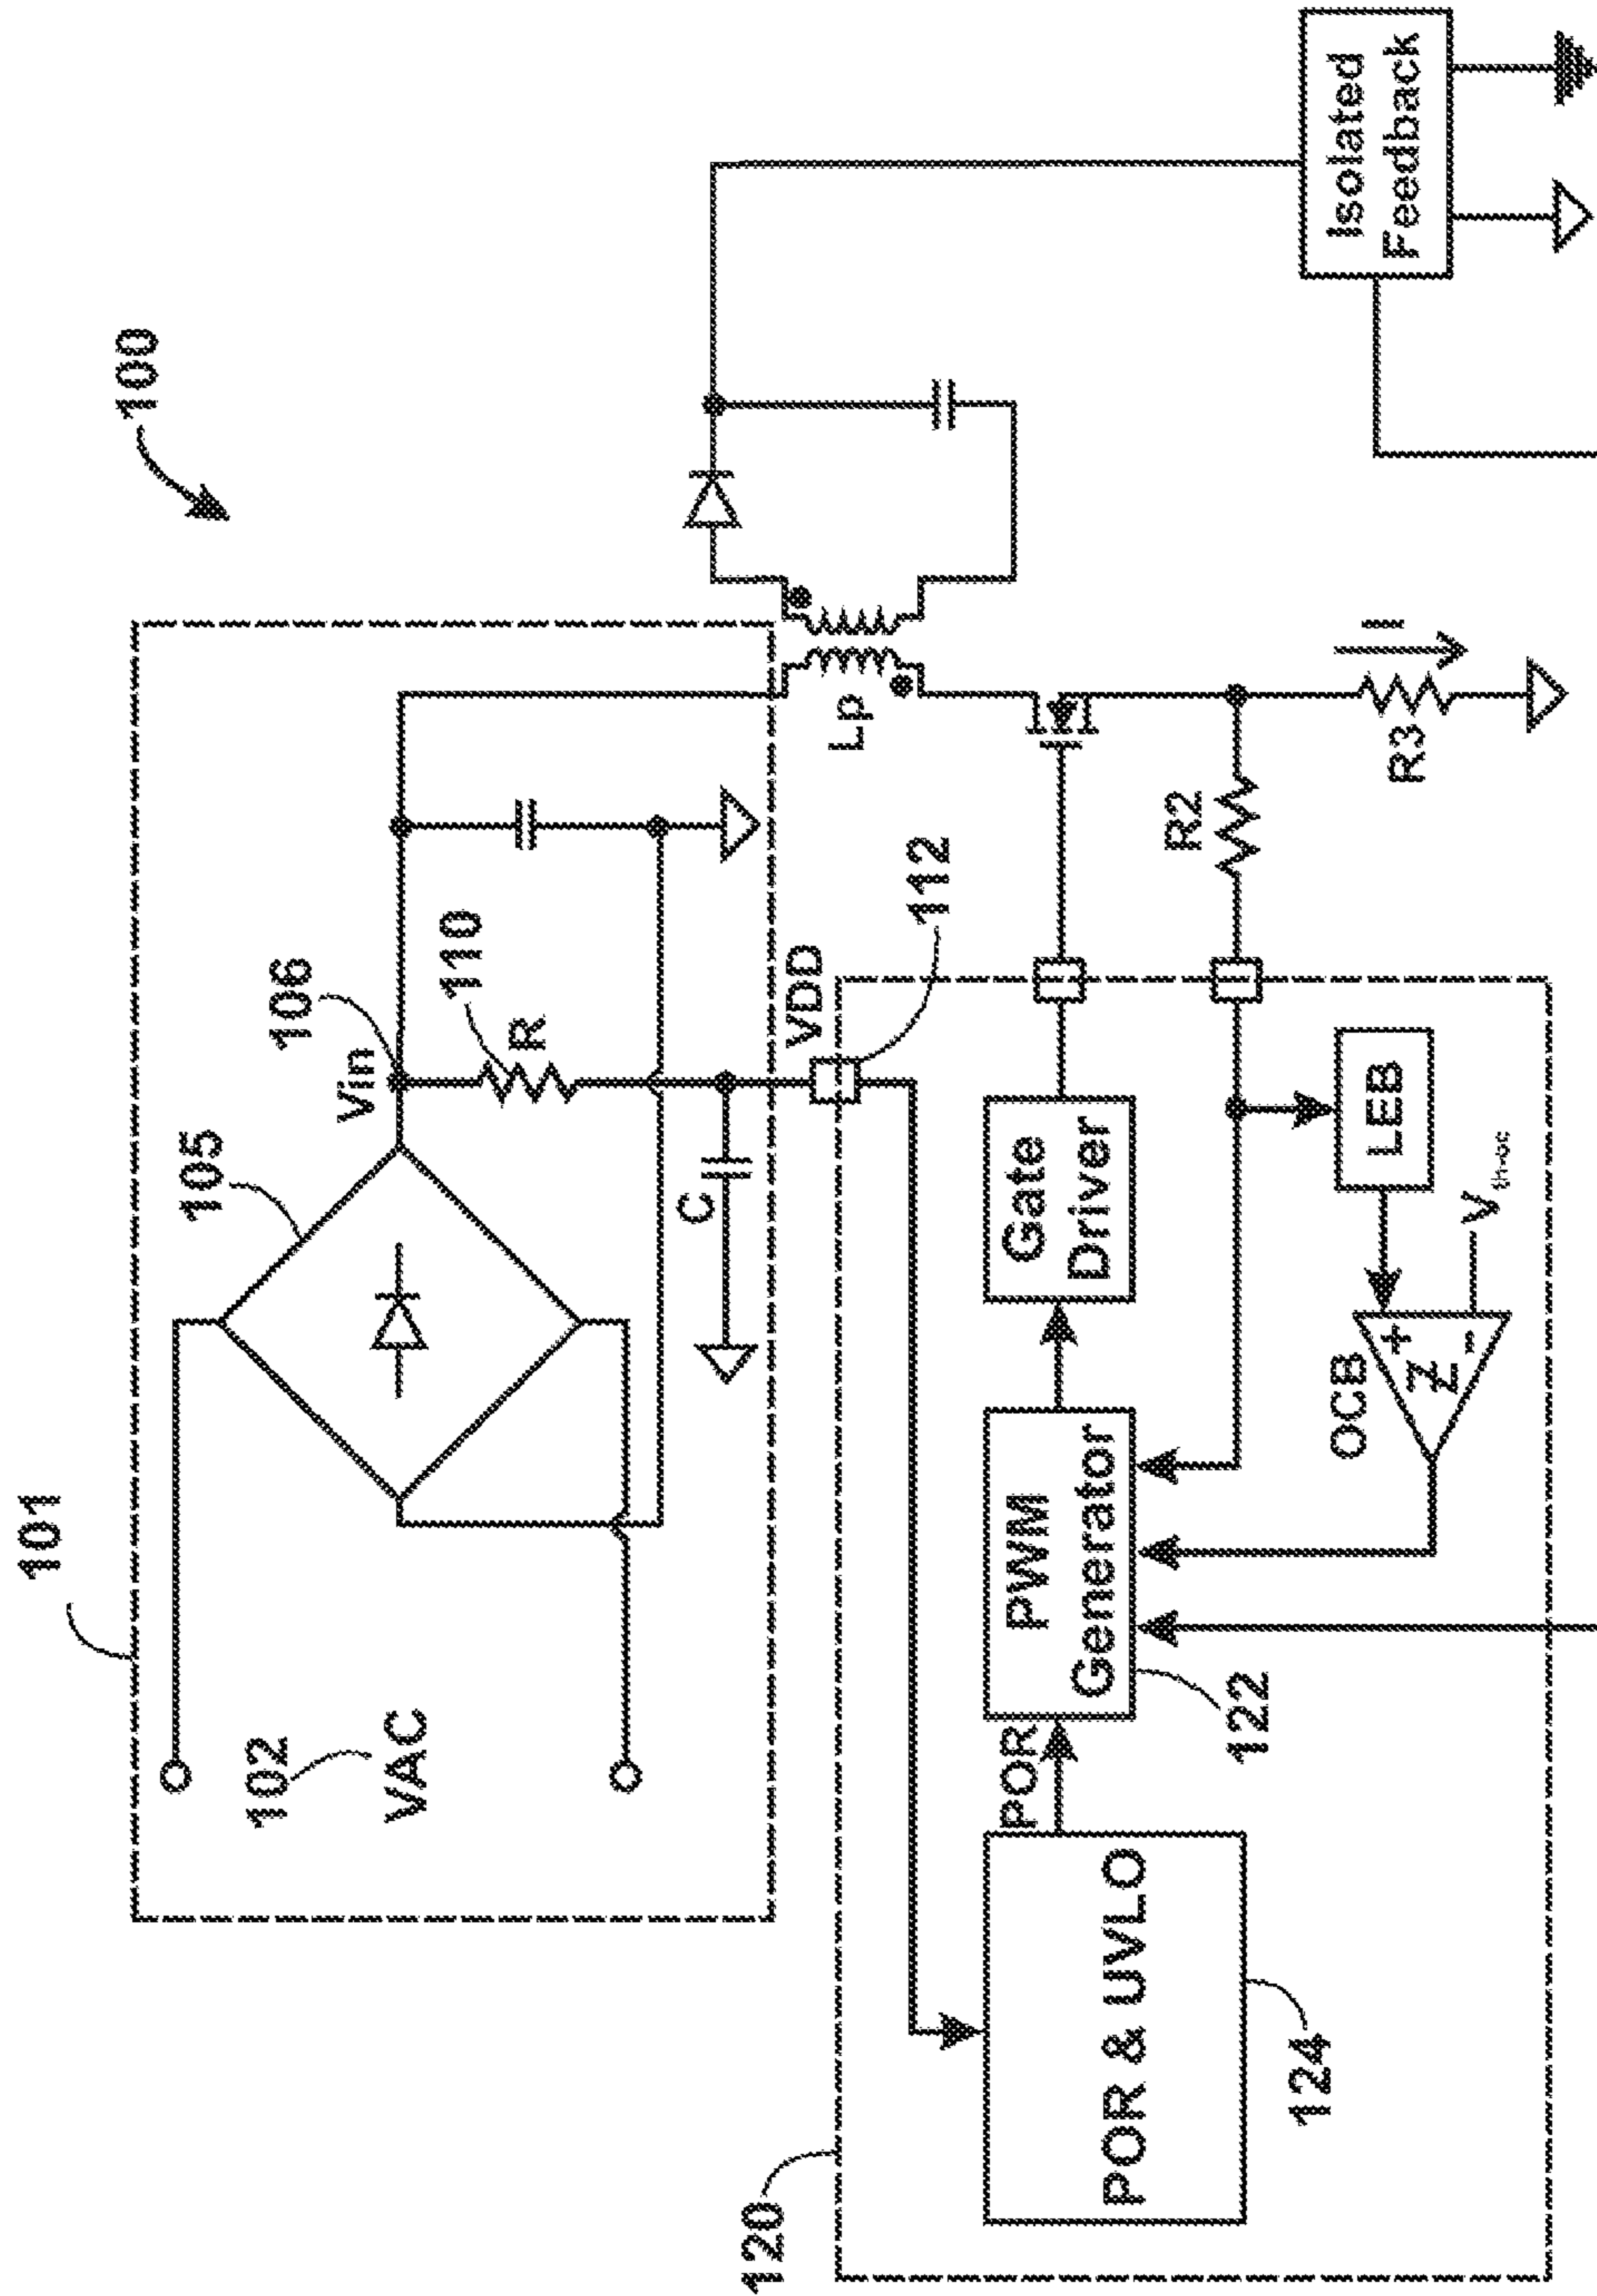 100
101
102
VAC
105
106
Vin
110
R
C
VDD
112
Lp
Isolated
Feedback
120
POR & UVLO
124
POR
PWM
Generator
122
Gate
Driver
R2
R3
I
LEB
OCB
+
-
Vth-oc